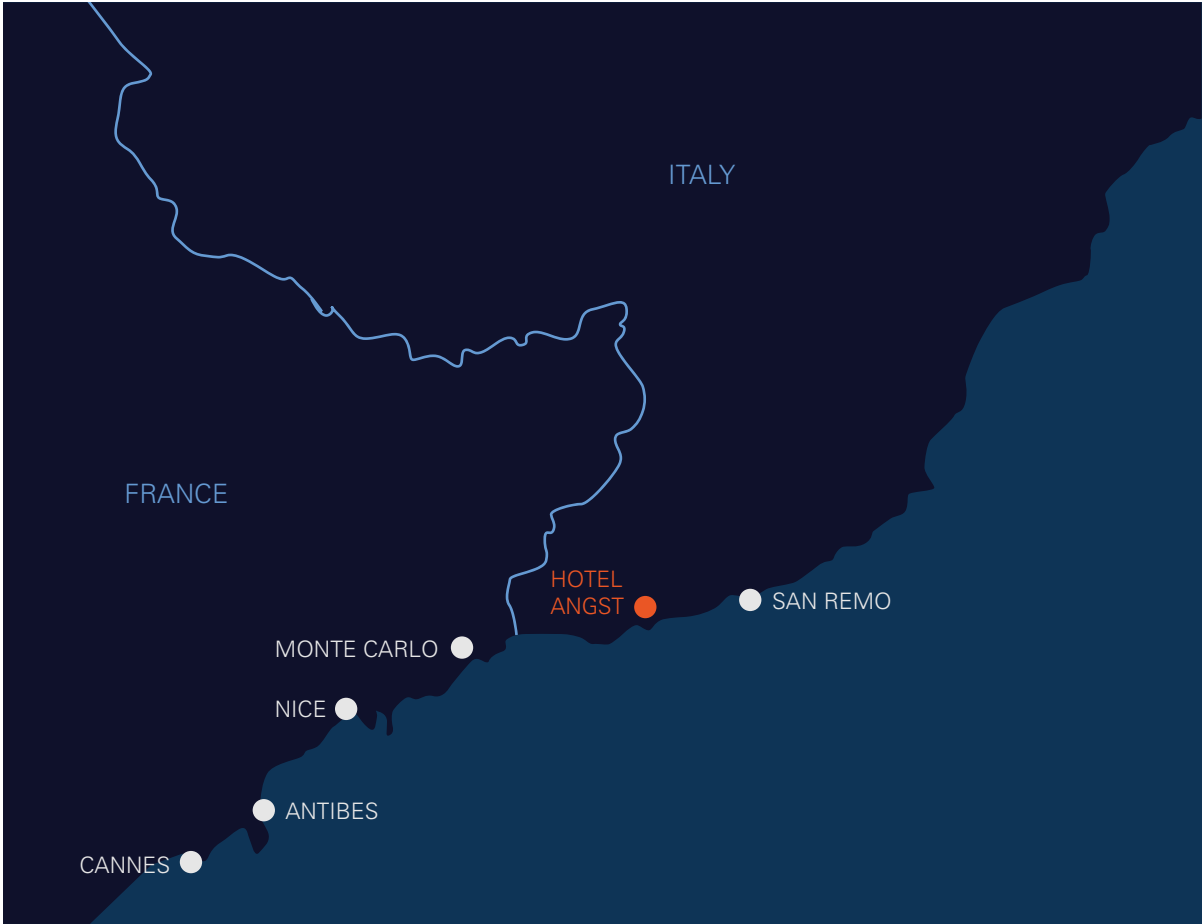 ITALY
FRANCE
HOTEL
ANGST
SAN REMO
MONTE CARLO
NICE
ANTIBES
CANNES